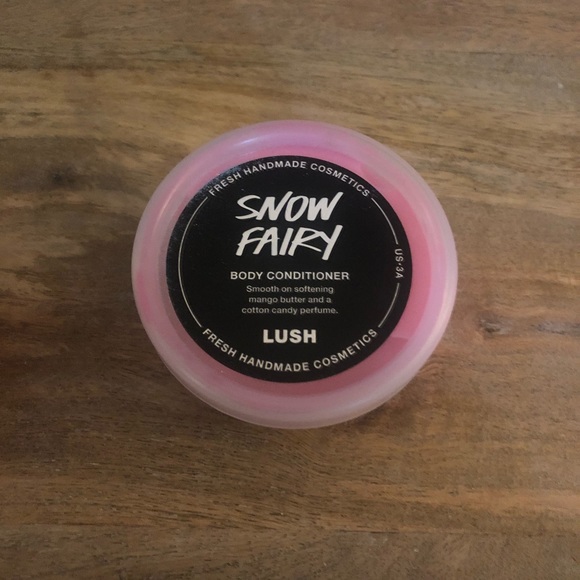 FRESH HANDMADE COSMETICS
SNOW
FAIRY
US·3A
BODY CONDITIONER
Smooth on softening
mango butter and a
cotton candy perfume.
LUSH
FRESH HANDMADE COSMETICS